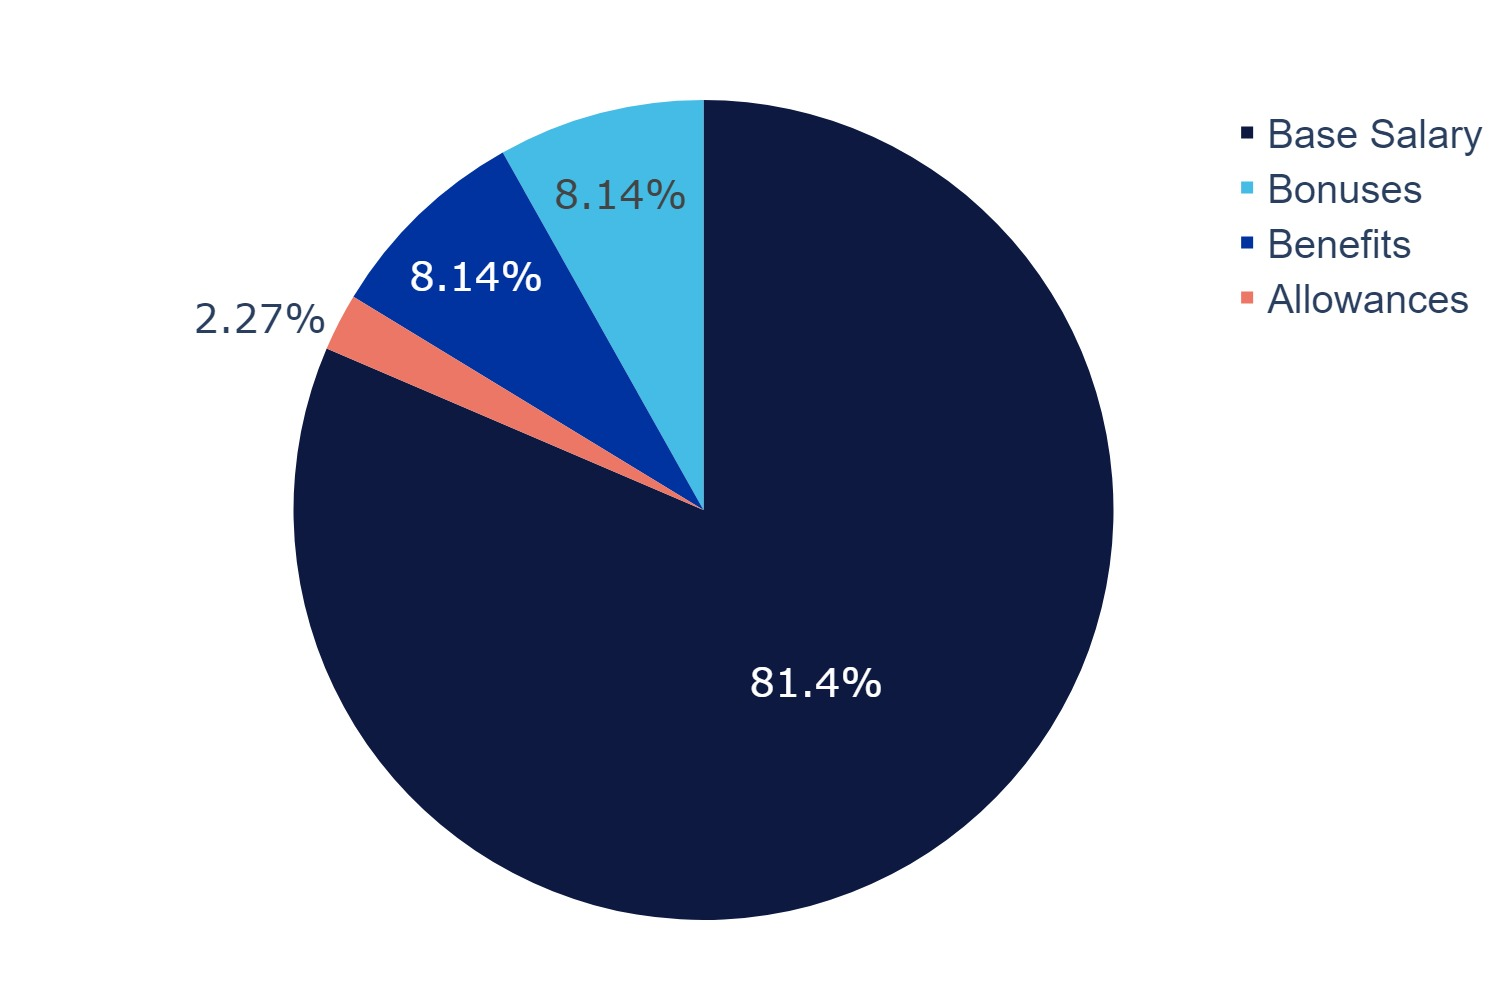 Base Salary
Bonuses
Benefits
Allowances
8.14%
8.14%
2.27%
81.4%